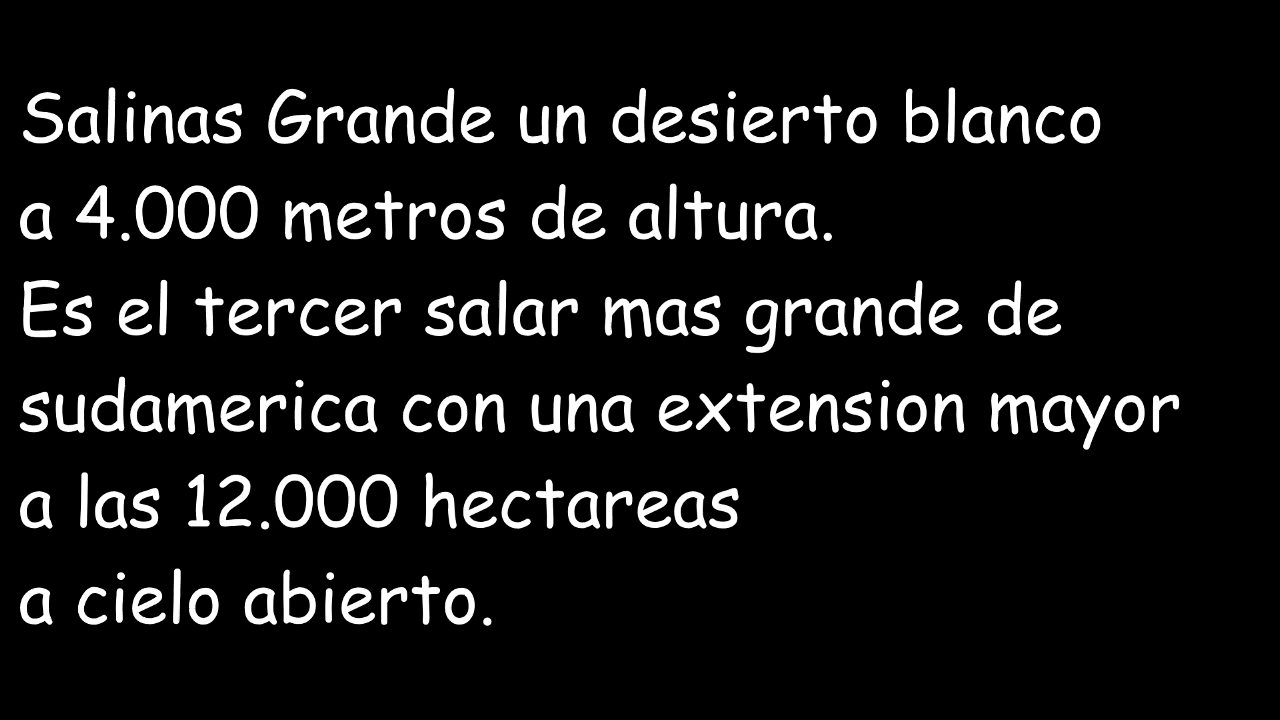 Salinas Grande un desierto blanco
a 4.000 metros de altura.
Es el tercer salar mas grande de
sudamerica con una extension mayor
a las 12.000 hectareas
a cielo abierto.